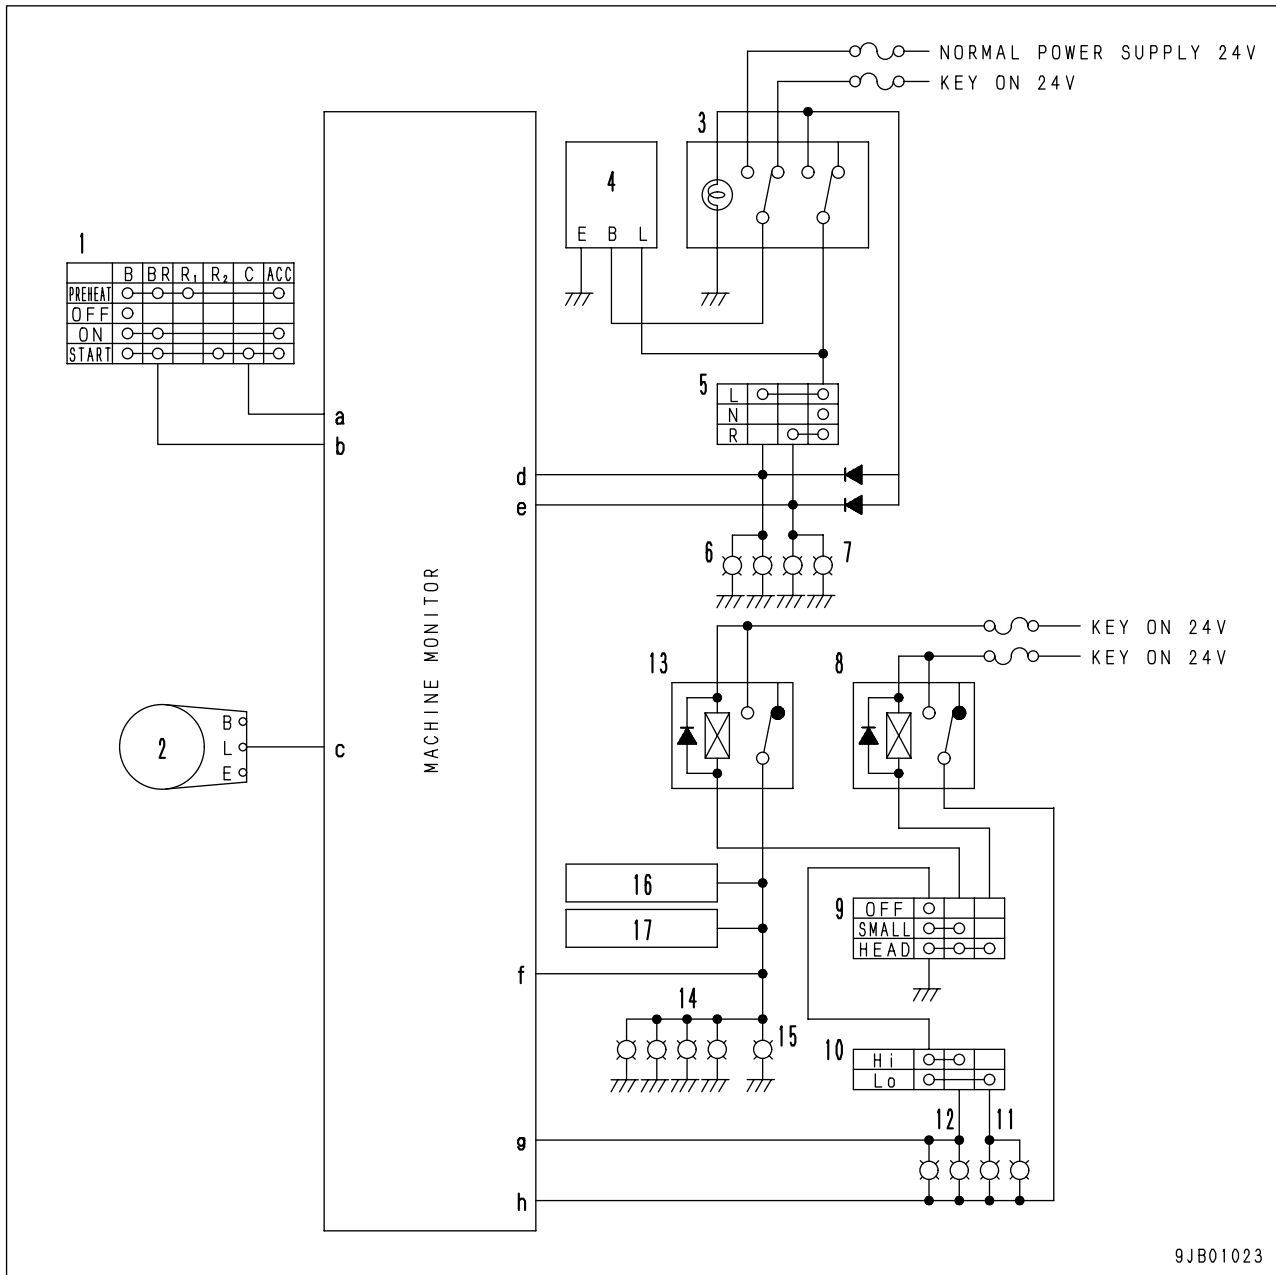 NORMAL POWER SUPPLY 24V
KEY ON 24V
3
4
E B L
1
B BR R₁ R₂ C ACC
PREHEAT
OFF
ON
START
a
b
5
L
N
R
d
e
6 7
MACHINE MONITOR
KEY ON 24V
KEY ON 24V
13 8
2
B
L
E
c
16
17
9
OFF
SMALL
HEAD
f
14
15
10
Hi
Lo
12 11
g
h
9JB01023